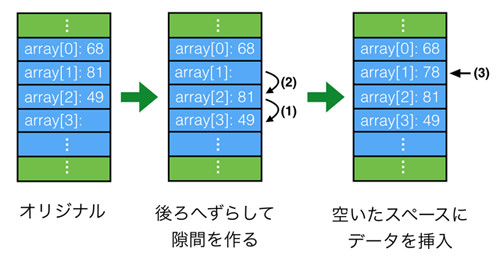 ⋮
array[0]: 68
array[1]: 81
array[2]: 49
array[3]:
⋮
⋮
オリジナル
⋮
array[0]: 68
array[1]:
array[2]: 81
array[3]: 49
⋮
⋮
(2)
(1)
後ろへずらして
隙間を作る
⋮
array[0]: 68
array[1]: 78
array[2]: 81
array[3]: 49
⋮
⋮
(3)
空いたスペースに
データを挿入